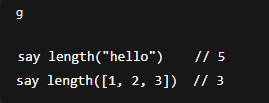 g
say length("hello")    // 5
say length([1, 2, 3])  // 3